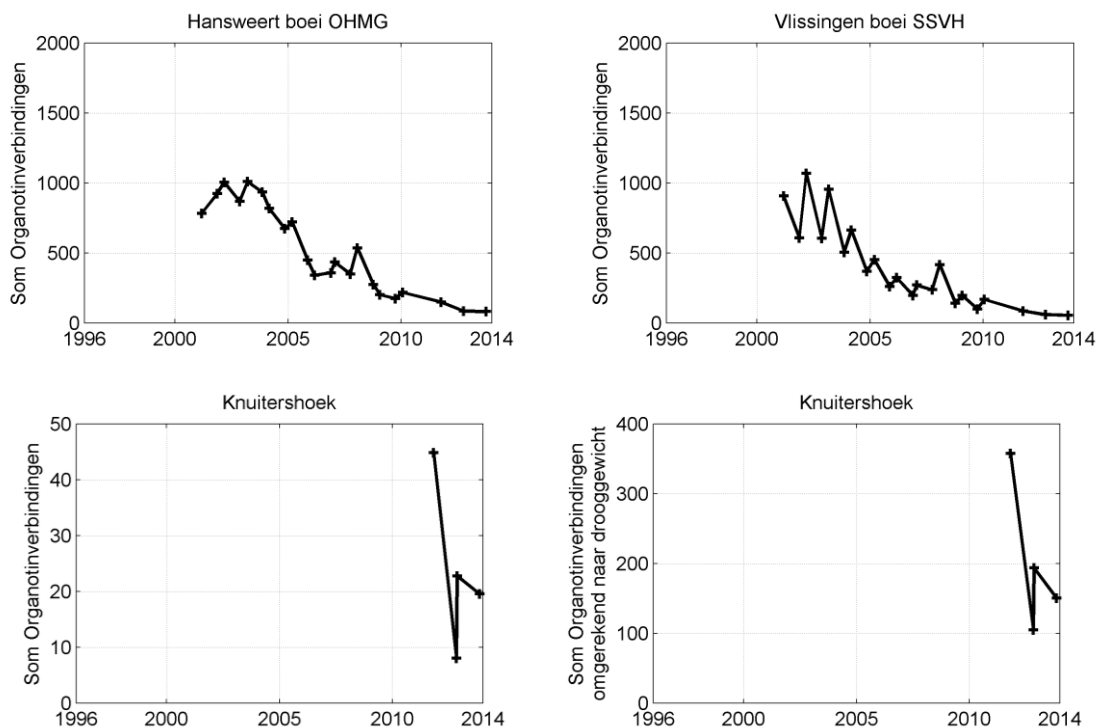 Hansweert boei OHMG
Som Organotinverbindingen
2000
1500
1000
500
0
1996 2000 2005 2010 2014
Vlissingen boei SSVH
Som Organotinverbindingen
2000
1500
1000
500
0
1996 2000 2005 2010 2014
Knuitershoek
Som Organotinverbindingen
50
40
30
20
10
0
1996 2000 2005 2010 2014
Knuitershoek
Som Organotinverbindingen
omgerekend naar drooggewicht
400
300
200
100
0
1996 2000 2005 2010 2014